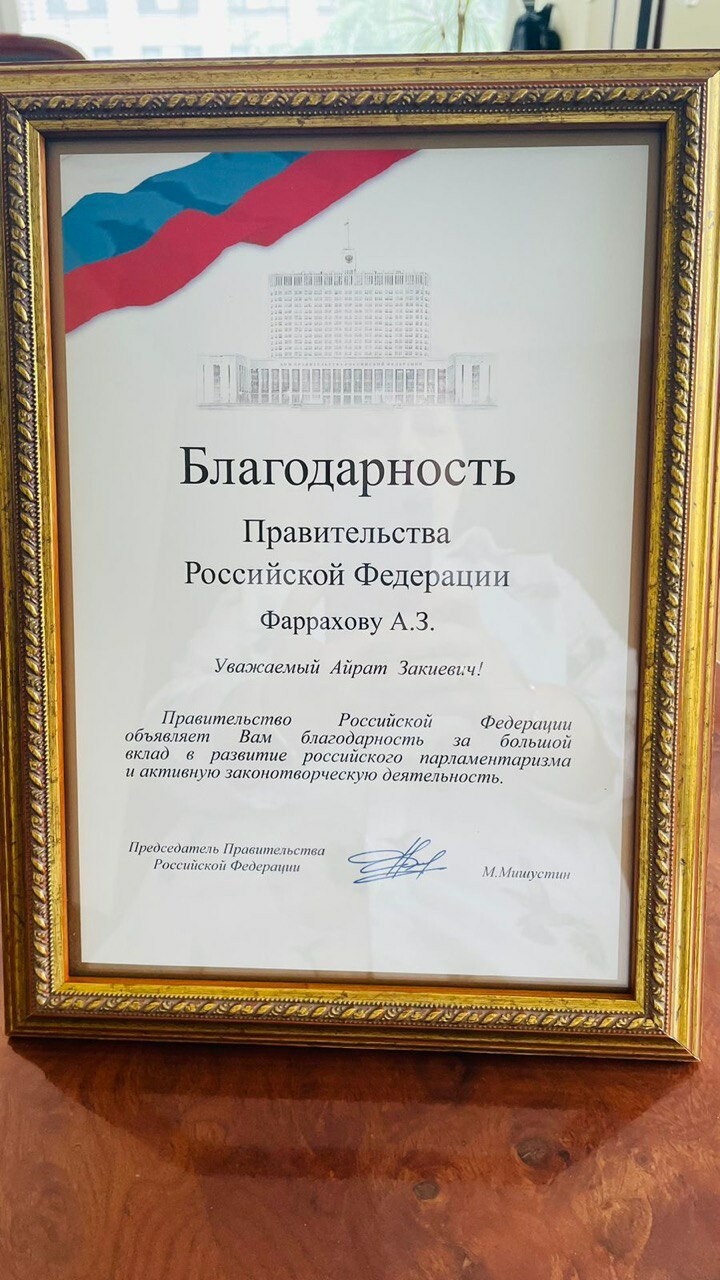 Благодарность
Правительства
Российской Федерации
Фаррахову А.З.
Уважаемый Айрат Закиевич!
Правительство Российской Федерации
объявляет Вам благодарность за большой
вклад в развитие российского парламентаризма
и активную законотворческую деятельность.
Председатель Правительства
Российской Федерации
М.Мишустин